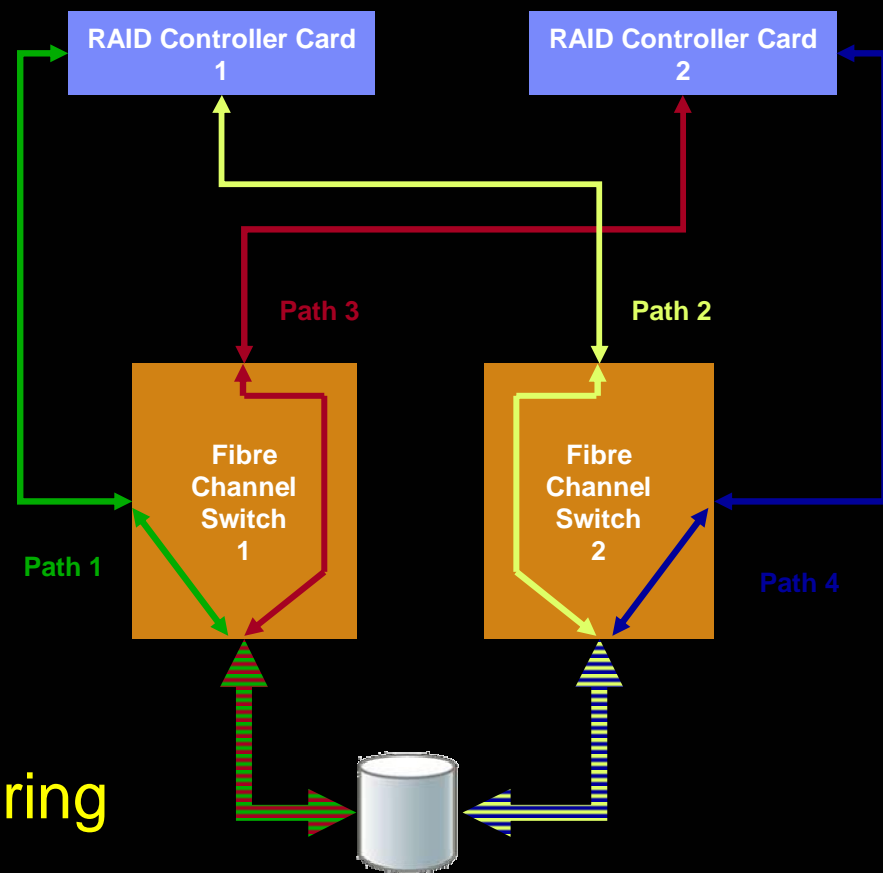 RAID Controller Card
1
RAID Controller Card
2
Path 3
Path 2
Fibre
Channel
Switch
1
Fibre
Channel
Switch
2
Path 1
Path 4
ring